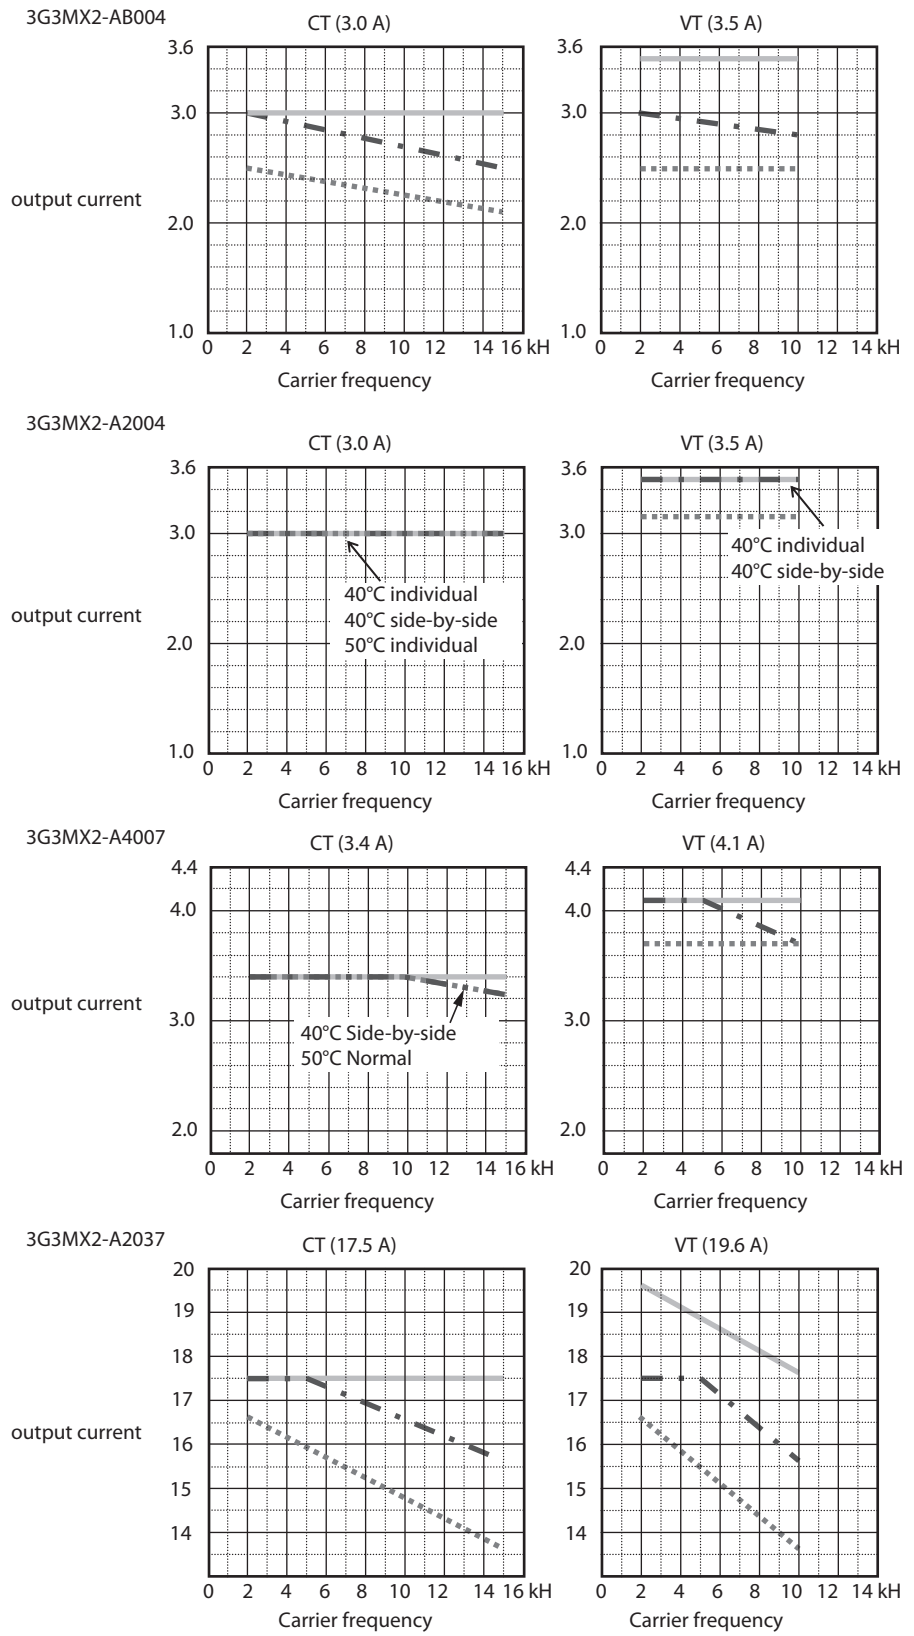 3G3MX2-AB004
CT (3.0 A)
VT (3.5 A)
3.6
3.0
2.0
1.0
output current
0 2 4 6 8 10 12 14 16 kH
Carrier frequency
3.6
3.0
2.0
1.0
0 2 4 6 8 10 12 14 kH
Carrier frequency
3G3MX2-A2004
CT (3.0 A)
VT (3.5 A)
3.6
3.0
2.0
1.0
output current
40°C individual
40°C side-by-side
50°C individual
0 2 4 6 8 10 12 14 16 kH
Carrier frequency
3.6
3.0
2.0
1.0
40°C individual
40°C side-by-side
0 2 4 6 8 10 12 14 kH
Carrier frequency
3G3MX2-A4007
CT (3.4 A)
VT (4.1 A)
4.4
4.0
3.0
2.0
output current
40°C Side-by-side
50°C Normal
0 2 4 6 8 10 12 14 16 kH
Carrier frequency
4.4
4.0
3.0
2.0
0 2 4 6 8 10 12 14 kH
Carrier frequency
3G3MX2-A2037
CT (17.5 A)
VT (19.6 A)
20
19
18
17
16
15
14
output current
0 2 4 6 8 10 12 14 16 kH
Carrier frequency
20
19
18
17
16
15
14
0 2 4 6 8 10 12 14 kH
Carrier frequency